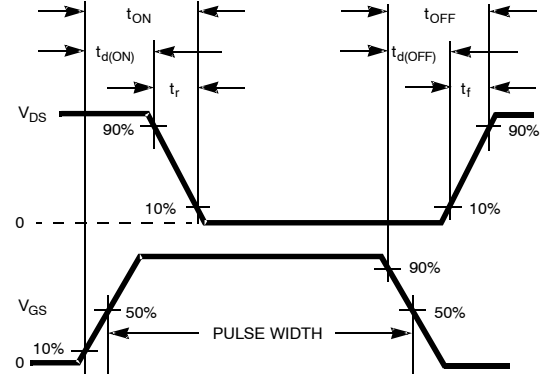 tON tOFF
td(ON) td(OFF)
tr tf
VDS
90% 90%
10% 10%
0
90%
VGS 50% 50%
PULSE WIDTH
10%
0